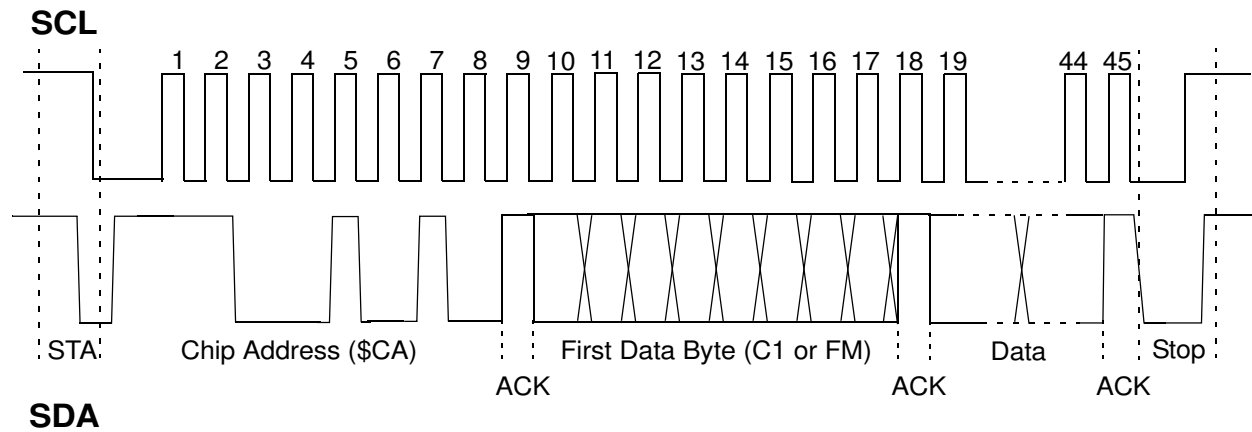 SCL
1 2 3 4 5 6 7 8 9 10 11 12 13 14 15 16 17 18 19 44 45
STA Chip Address ($CA) First Data Byte (C1 or FM) Data Stop
ACK ACK ACK
SDA